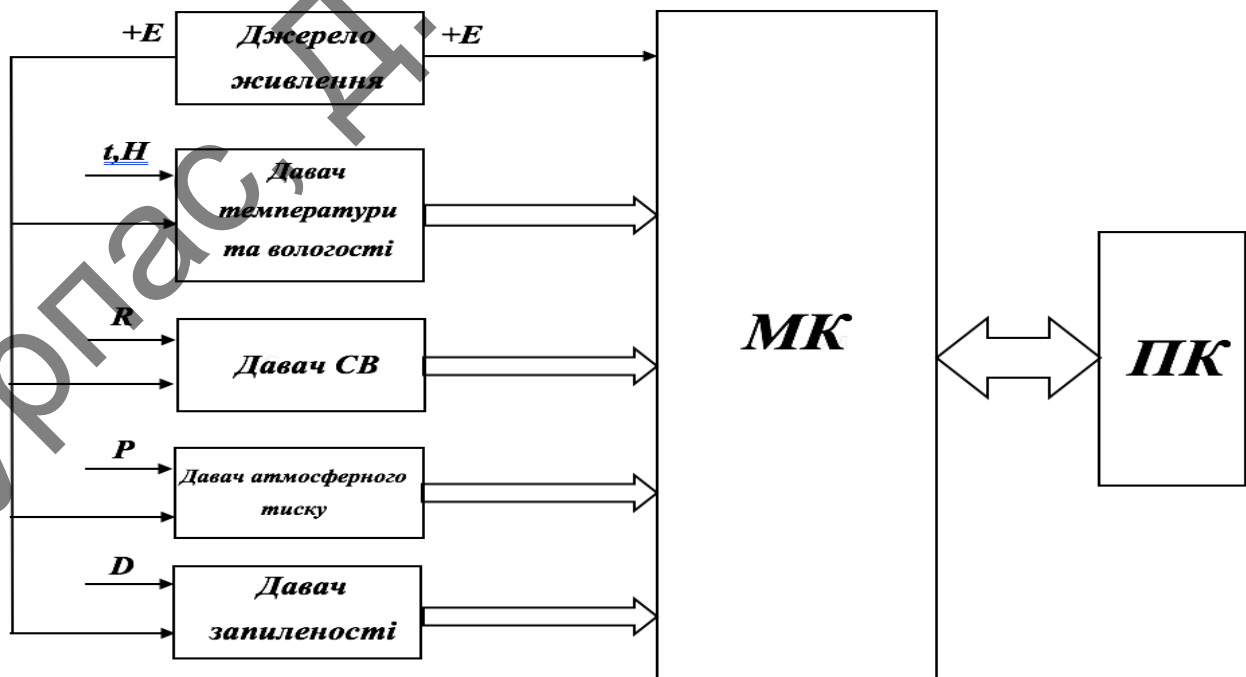 +E
Джерело
живлення
+E
t,H
Давач
температури
та вологості
R
Давач СВ
P
Давач атмосферного
тиску
D
Давач
запиленості
МК
ПК